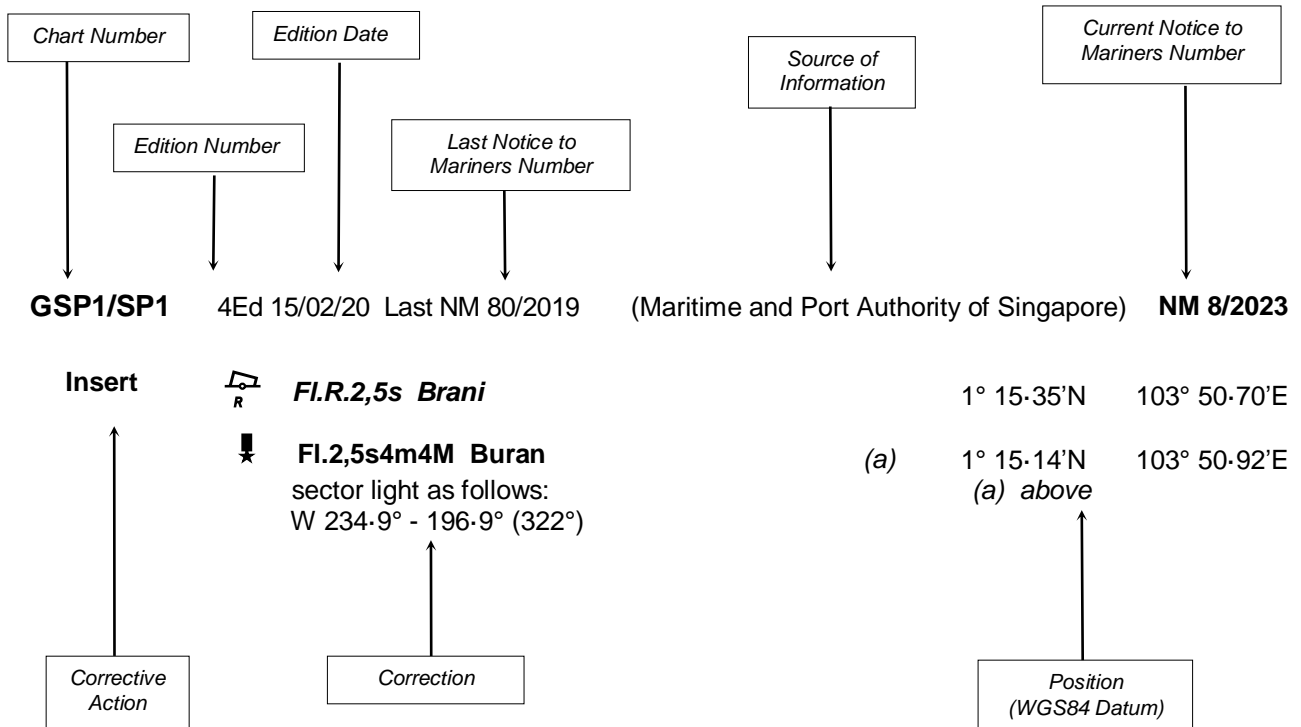 Chart Number
Edition Date
Source of
Information
Current Notice to
Mariners Number
Edition Number
Last Notice to
Mariners Number
GSP1/SP1 4Ed 15/02/20 Last NM 80/2019 (Maritime and Port Authority of Singapore) NM 8/2023
Insert R Fl.R.2,5s Brani 1° 15·35’N 103° 50·70’E
Fl.2,5s4m4M Buran (a) 1° 15·14’N 103° 50·92’E
sector light as follows: (a) above
W 234·9° - 196·9° (322°)
Corrective
Action
Correction
Position
(WGS84 Datum)